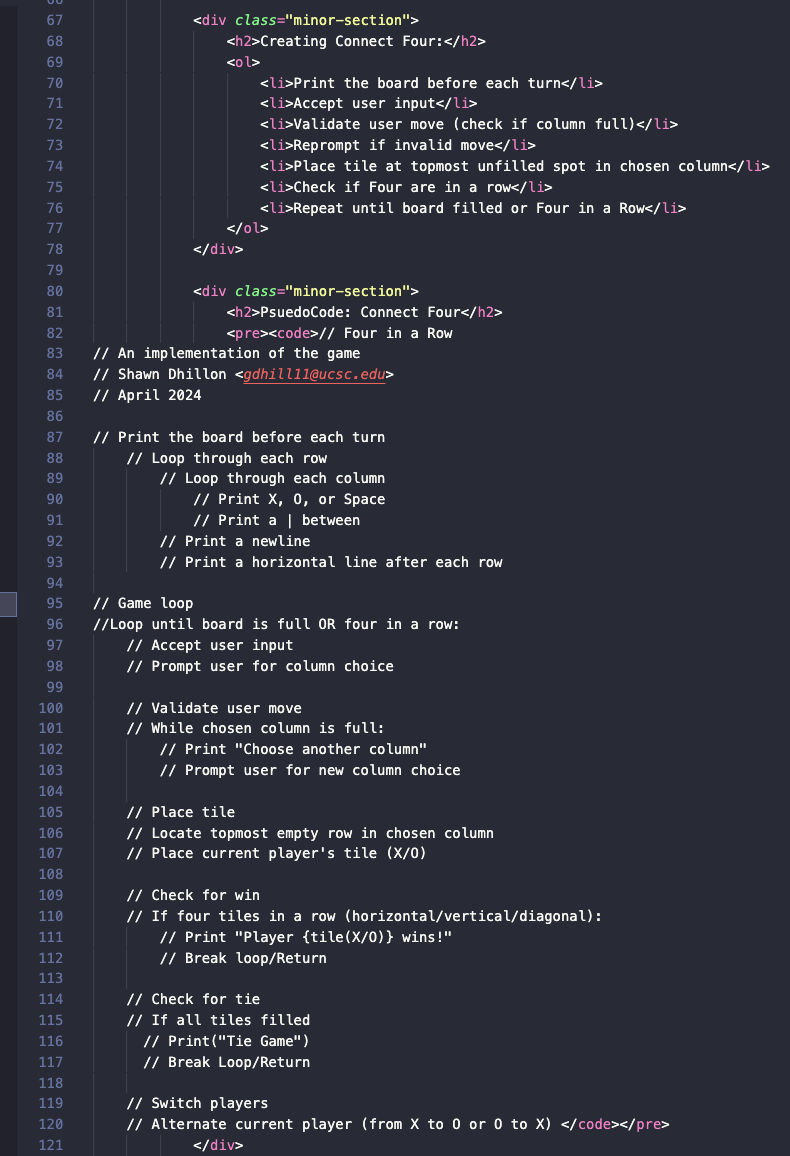 67 <div class="minor-section">
68 <h2>Creating Connect Four:</h2>
69 <ol>
70 <li>Print the board before each turn</li>
71 <li>Accept user input</li>
72 <li>Validate user move (check if column full)</li>
73 <li>Reprompt if invalid move</li>
74 <li>Place tile at topmost unfilled spot in chosen column</li>
75 <li>Check if Four are in a row</li>
76 <li>Repeat until board filled or Four in a Row</li>
77 </ol>
78 </div>
79
80 <div class="minor-section">
81 <h2>PsuedoCode: Connect Four</h2>
82 <pre><code>// Four in a Row
83 // An implementation of the game
84 // Shawn Dhillon <gdhill11@ucsc.edu>
85 // April 2024
86
87 // Print the board before each turn
88 // Loop through each row
89 // Loop through each column
90 // Print X, O, or Space
91 // Print a | between
92 // Print a newline
93 // Print a horizontal line after each row
94
95 // Game loop
96 //Loop until board is full OR four in a row:
97 // Accept user input
98 // Prompt user for column choice
99
100 // Validate user move
101 // While chosen column is full:
102 // Print "Choose another column"
103 // Prompt user for new column choice
104
105 // Place tile
106 // Locate topmost empty row in chosen column
107 // Place current player's tile (X/O)
108
109 // Check for win
110 // If four tiles in a row (horizontal/vertical/diagonal):
111 // Print "Player {tile(X/O)} wins!"
112 // Break loop/Return
113
114 // Check for tie
115 // If all tiles filled
116 // Print("Tie Game")
117 // Break Loop/Return
118
119 // Switch players
120 // Alternate current player (from X to O or O to X) </code></pre>
121 </div>